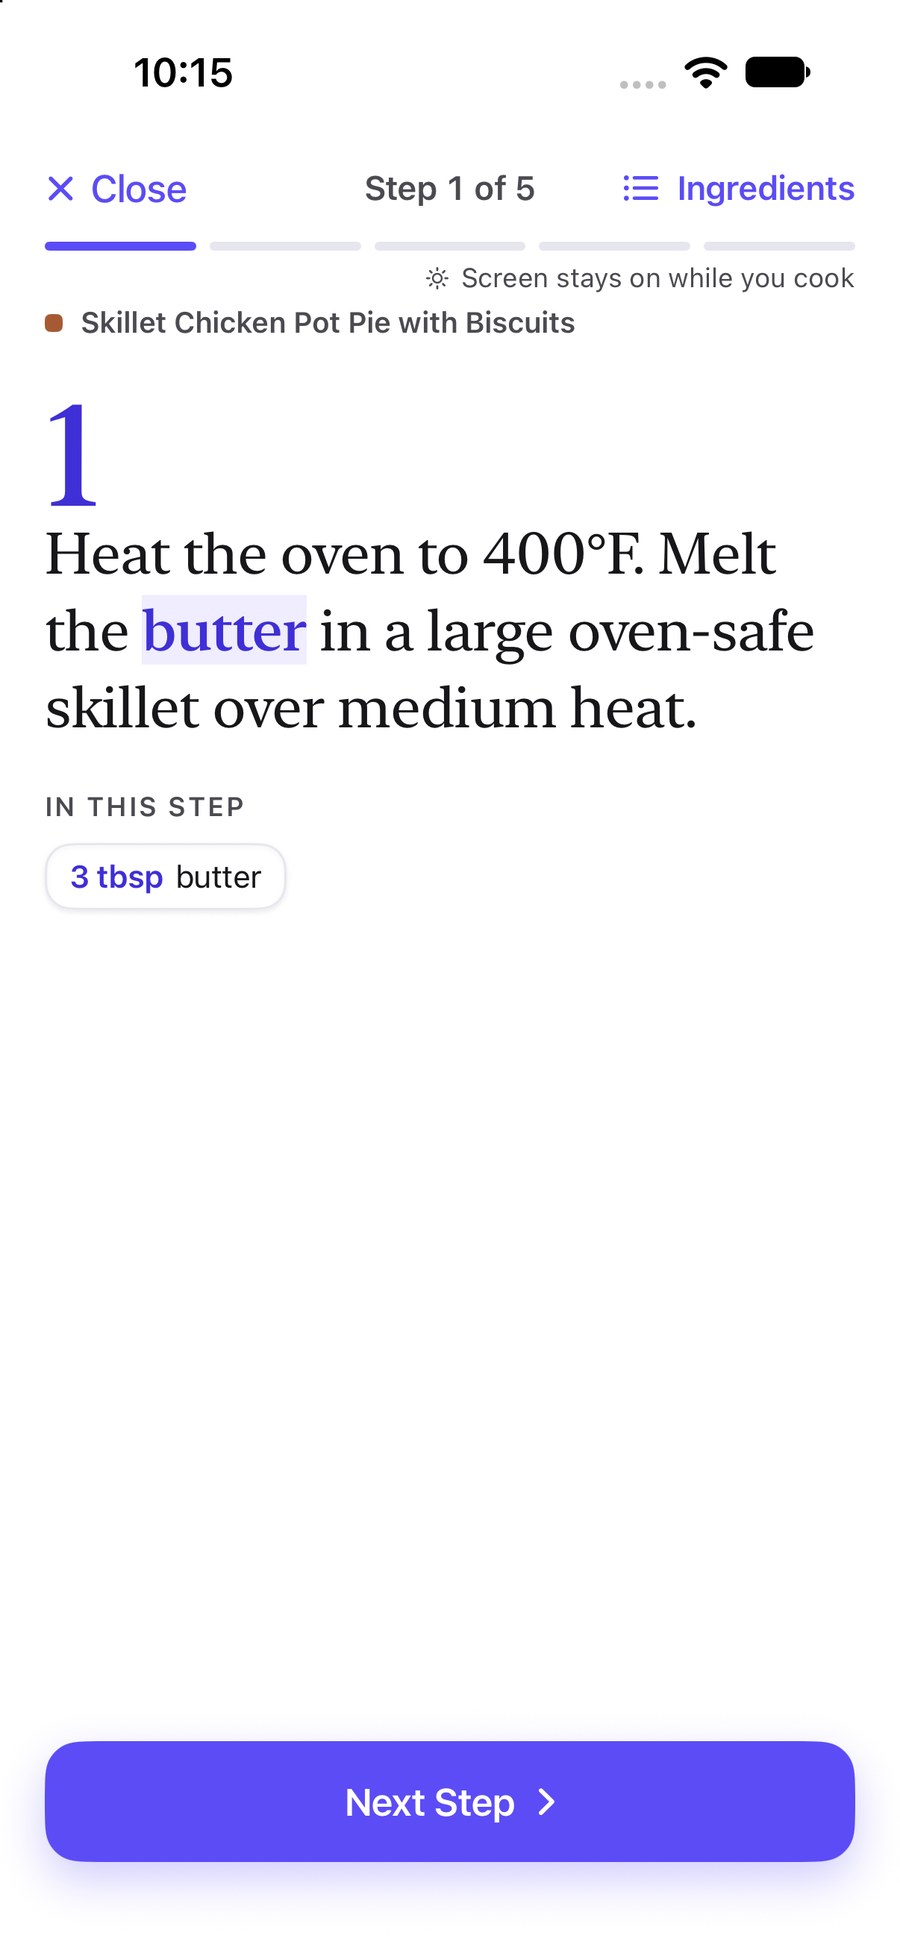 10:15
Close
Step 1 of 5
Ingredients
Screen stays on while you cook
Skillet Chicken Pot Pie with Biscuits
1
Heat the oven to 400°F. Melt
the butter in a large oven-safe
skillet over medium heat.
IN THIS STEP
3 tbsp butter
Next Step